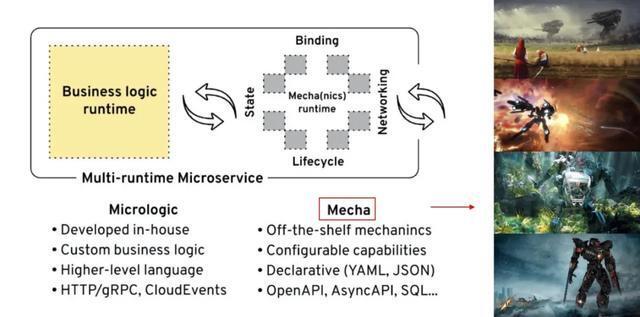 Binding
Business logic
runtime
State
Mecha(nics)
runtime
Networking
Lifecycle
Multi-runtime Microservice
Micrologic
• Developed in-house
• Custom business logic
• Higher-level language
• HTTP/gRPC, CloudEvents
Mecha
• Off-the-shelf mechanincs
• Configurable capabilities
• Declarative (YAML, JSON)
• OpenAPI, AsyncAPI, SQL...